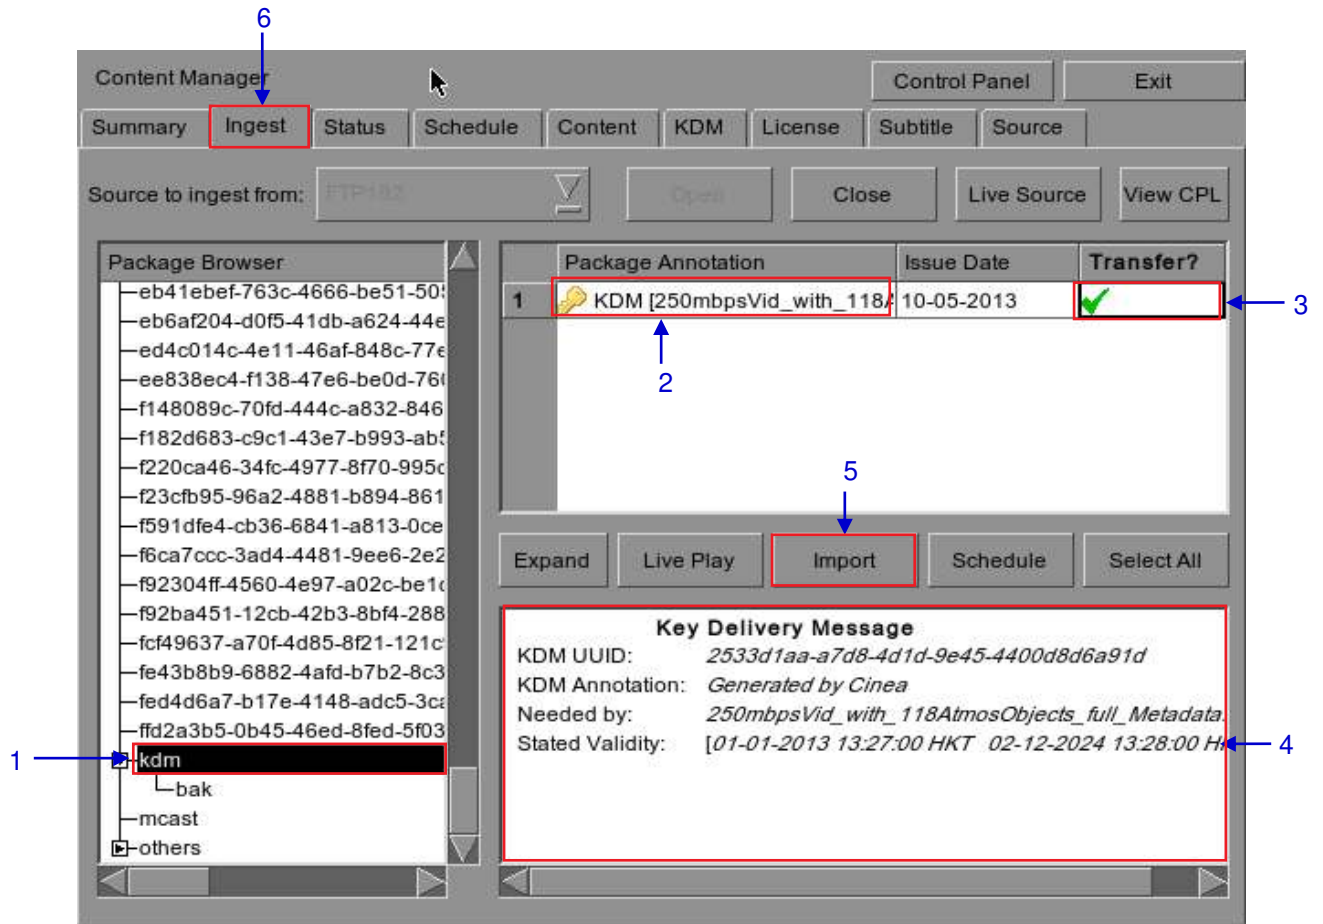 6
Content Manager
Control Panel
Exit
Summary
Ingest
Status
Schedule
Content
KDM
License
Subtitle
Source
Source to ingest from:
FTP192
Open
Close
Live Source
View CPL
Package Browser
eb41ebef-763c-4666-be51-50
eb6af204-d0f5-41db-a624-44e
ed4c014c-4e11-46af-848c-77e
ee838ec4-f138-47e6-be0d-760
f148089c-70fd-444c-a832-846
f182d683-c9c1-43e7-b993-ab
f220ca46-34fc-4977-8f70-995c
f23cfb95-96a2-4881-b894-861
f591dfe4-cb36-6841-a813-0ce
f6ca7ccc-3ad4-4481-9ee6-2e2
f92304ff-4560-4e97-a02c-be1c
f92ba451-12cb-42b3-8bf4-288
fcf49637-a70f-4d85-8f21-121c
fe43b8b9-6882-4afd-b7b2-8c3
fed4d6a7-b17e-4148-adc5-3ca
ffd2a3b5-0b45-46ed-8fed-5f03
1
kdm
bak
mcast
others
Package Annotation
Issue Date
Transfer?
1
KDM [250mbpsVid_with_118A
10-05-2013
3
2
5
Expand
Live Play
Import
Schedule
Select All
Key Delivery Message
KDM UUID: 2533d1aa-a7d8-4d1d-9e45-4400d8d6a91d
KDM Annotation: Generated by Cinea
Needed by: 250mbpsVid_with_118AtmosObjects_full_Metadata
Stated Validity: [01-01-2013 13:27:00 HKT 02-12-2024 13:28:00 H
4